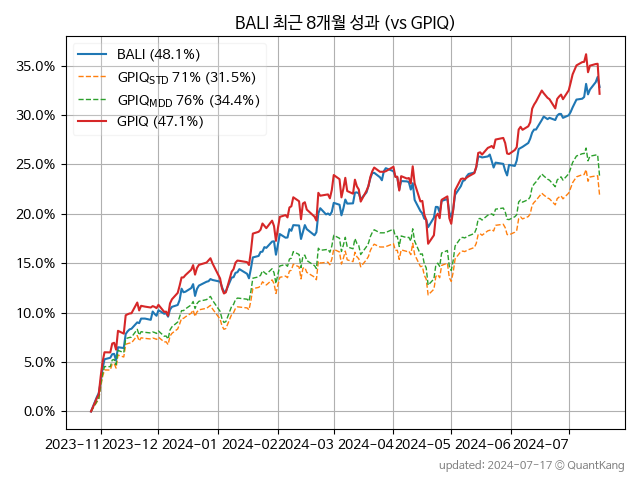 BALI 최근 8개월 성과 (vs GPIQ)
BALI (48.1%)
GPIQSTD 71% (31.5%)
GPIQMDD 76% (34.4%)
GPIQ (47.1%)
35.0%
30.0%
25.0%
20.0%
15.0%
10.0%
5.0%
0.0%
2023-11 2023-12 2024-01 2024-02 2024-03 2024-04 2024-05 2024-06 2024-07
updated: 2024-07-17 © QuantKang